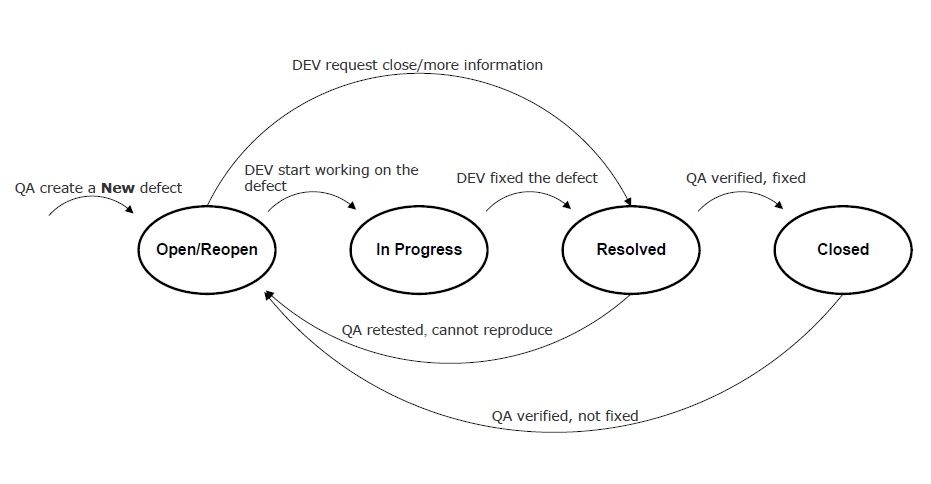 DEV request close/more information
DEV start working on the
defect
QA create a New defect
DEV fixed the defect
QA verified, fixed
Open/Reopen
In Progress
Resolved
Closed
QA retested, cannot reproduce
QA verified, not fixed